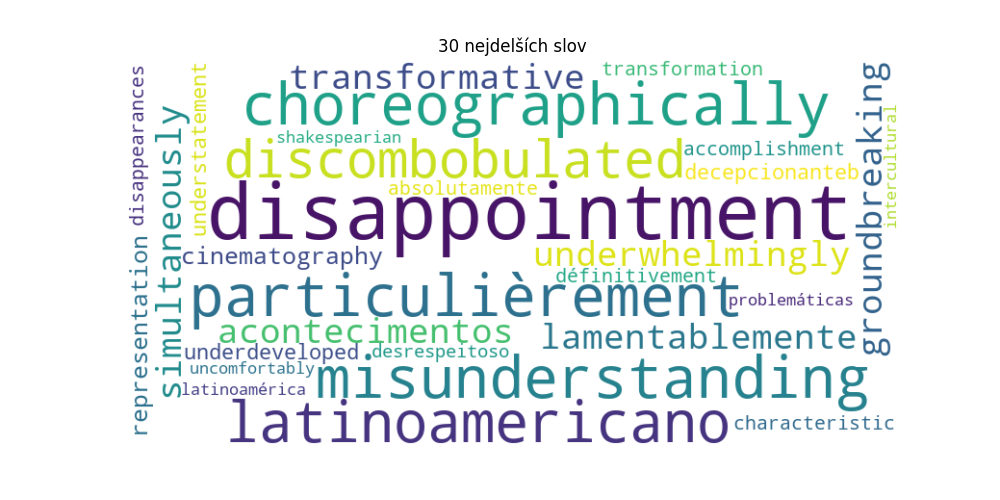 30 nejdelších slov
transformative
transformation
choreographically
shakespearian
discombobulated
accomplishment
decepcionanteb
absolutamente
disappointment
cinematography
underwhelmingly
définitivement
particulièrement
problemáticas
acontecimentos
lamentablemente
underdeveloped
desrespeitoso
uncomfortably
misunderstanding
latinoamérica
latinoamericano
characteristic
disappearances
representation
simultaneously
understatement
groundbreaking
intercultural